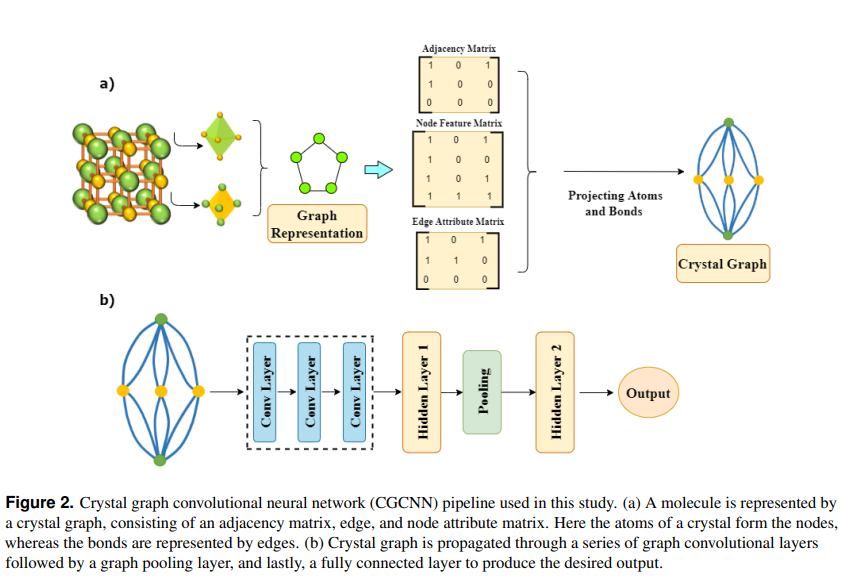 a)
Adjacency Matrix
1 0 1
1 0 0
0 0 0
Node Feature Matrix
1 0 1
1 0 0
1 0 1
1 1 1
Edge Attribute Matrix
1 0 1
1 1 0
0 0 0
Graph
Representation
Projecting Atoms
and Bonds
Crystal Graph
b)
Conv Layer
Conv Layer
Conv Layer
Hidden Layer 1
Pooling
Hidden Layer 2
Output
Figure 2. Crystal graph convolutional neural network (CGCNN) pipeline used in this study. (a) A molecule is represented by
a crystal graph, consisting of an adjacency matrix, edge, and node attribute matrix. Here the atoms of a crystal form the nodes,
whereas the bonds are represented by edges. (b) Crystal graph is propagated through a series of graph convolutional layers
followed by a graph pooling layer, and lastly, a fully connected layer to produce the desired output.